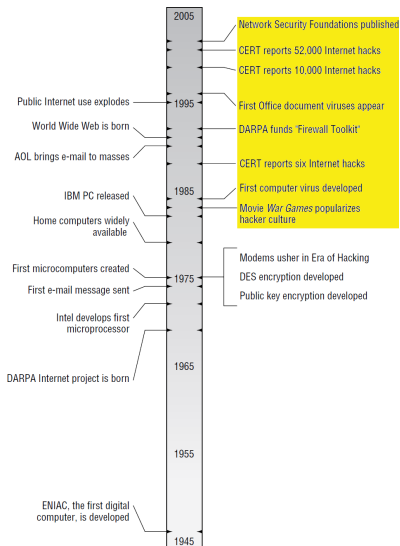 2005
Network Security Foundations published
CERT reports 52,000 Internet hacks
CERT reports 10,000 Internet hacks
Public Internet use explodes
1995
First Office document viruses appear
World Wide Web is born
DARPA funds "Firewall Toolkit"
AOL brings e-mail to masses
CERT reports six Internet hacks
1985
IBM PC released
First computer virus developed
Movie War Games popularizes
hacker culture
Home computers widely
available
Modems usher in Era of Hacking
First microcomputers created
1975
DES encryption developed
First e-mail message sent
Public key encryption developed
Intel develops first
microprocessor
1965
DARPA Internet project is born
1955
ENIAC, the first digital
computer, is developed
1945